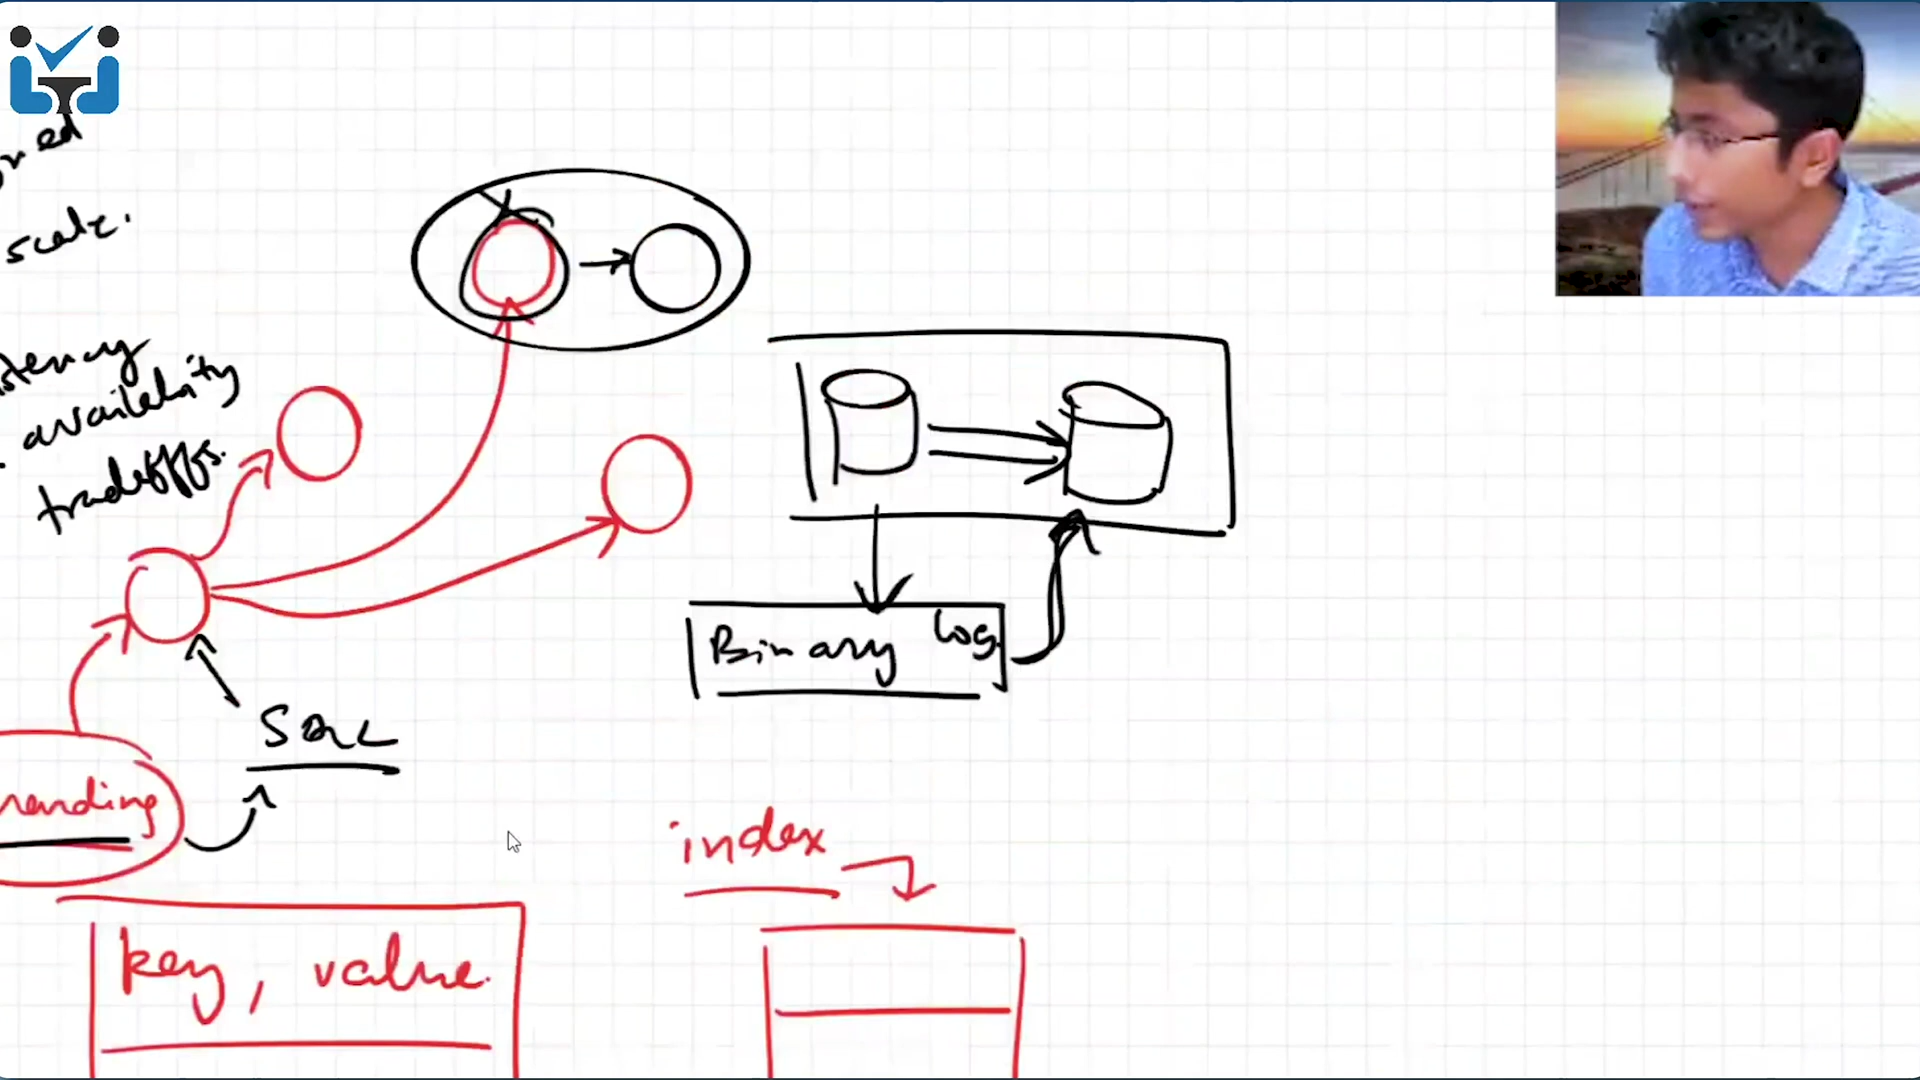 scale.
availability
tradeoffs.
Binary log
SQL
index
key, value.